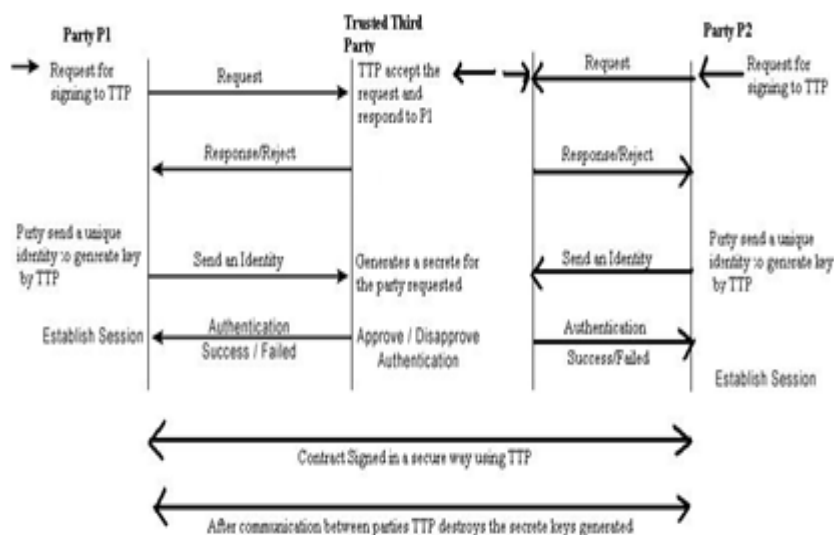 Party P1
Trusted Third
Party
Party P2
Request for
signing to TTP
Request
TTP accept the
request and
respond to P1
Request
Request for
signing to TTP
Response/Reject
Response/Reject
Party send a unique
identity to generate key
by TTP
Send an Identity
Generates a secrete for
the party requested
Send an Identity
Party send a unique
identity to generate key
by TTP
Establish Session
Authentication
Success / Failed
Approve / Disapprove
Authentication
Authentication
Success/Failed
Establish Session
Contract Signed in a secure way using TTP
After communication between parties TTP destroys the secrete keys generated